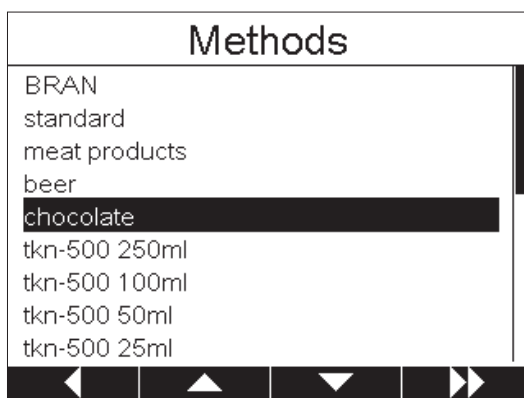 Methods
BRAN
standard
meat products
beer
chocolate
tkn-500 250ml
tkn-500 100ml
tkn-500 50ml
tkn-500 25ml